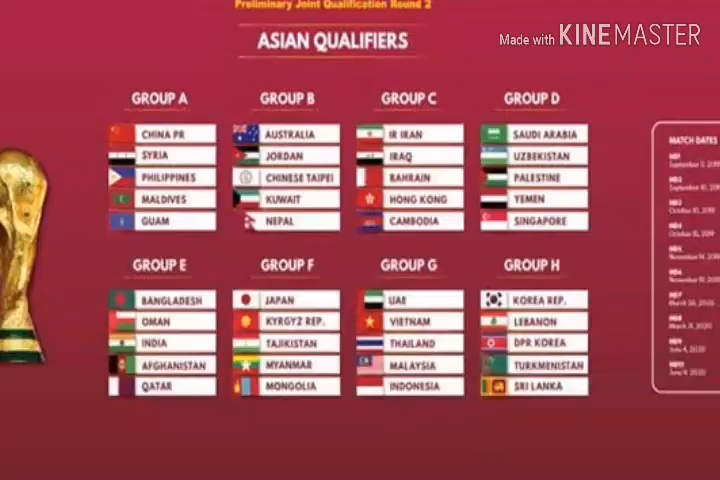 Preliminary Joint Qualification Round 2
ASIAN QUALIFIERS
Made with KINEMASTER
GROUP A
CHINA PR
SYRIA
PHILIPPINES
MALDIVES
GUAM
GROUP B
AUSTRALIA
JORDAN
CHINESE TAIPEI
KUWAIT
NEPAL
GROUP C
IR IRAN
IRAQ
BAHRAIN
HONG KONG
CAMBODIA
GROUP D
SAUDI ARABIA
UZBEKISTAN
PALESTINE
YEMEN
SINGAPORE
GROUP E
BANGLADESH
OMAN
INDIA
AFGHANISTAN
QATAR
GROUP F
JAPAN
KYRGYZ REP.
TAJIKISTAN
MYANMAR
MONGOLIA
GROUP G
UAE
VIETNAM
THAILAND
MALAYSIA
INDONESIA
GROUP H
KOREA REP.
LEBANON
DPR KOREA
TURKMENISTAN
SRI LANKA
MATCH DATES